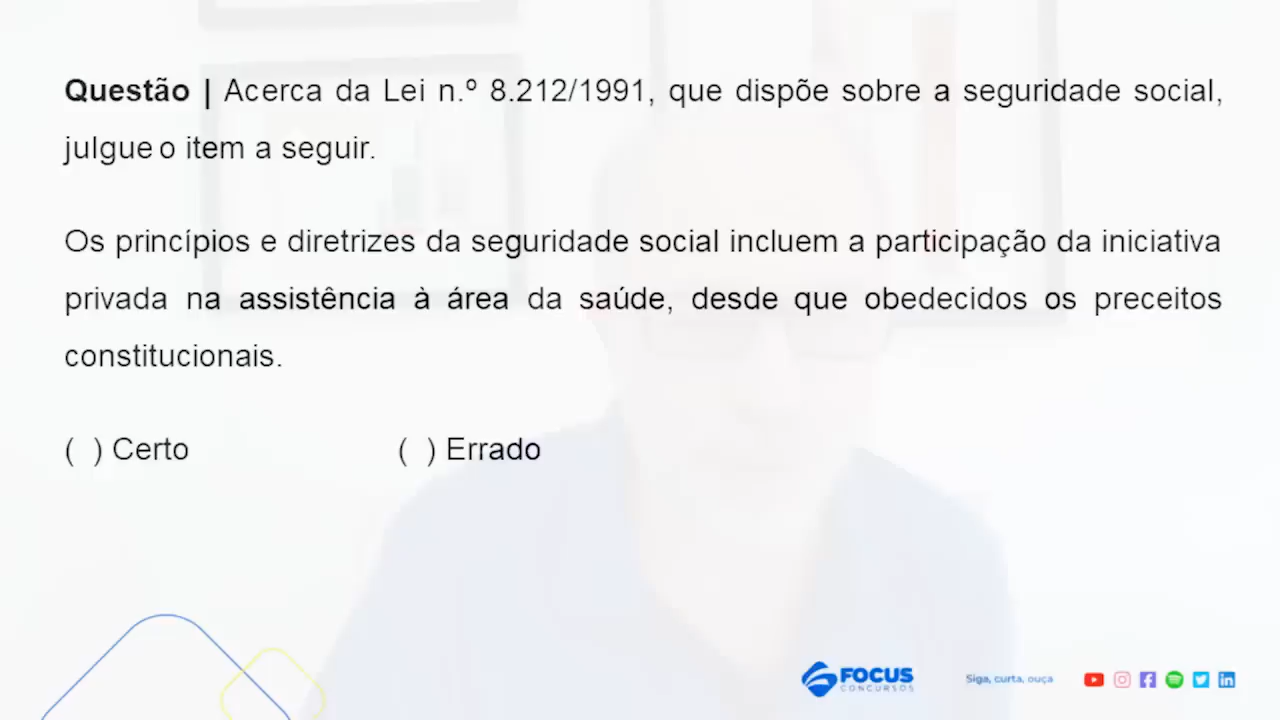 Questão | Acerca da Lei n.º 8.212/1991, que dispõe sobre a seguridade social,
julgue o item a seguir.
Os princípios e diretrizes da seguridade social incluem a participação da iniciativa
privada na assistência à área da saúde, desde que obedecidos os preceitos
constitucionais.
( ) Certo ( ) Errado
FOCUS
CONCURSOS
Siga, curta, ouça